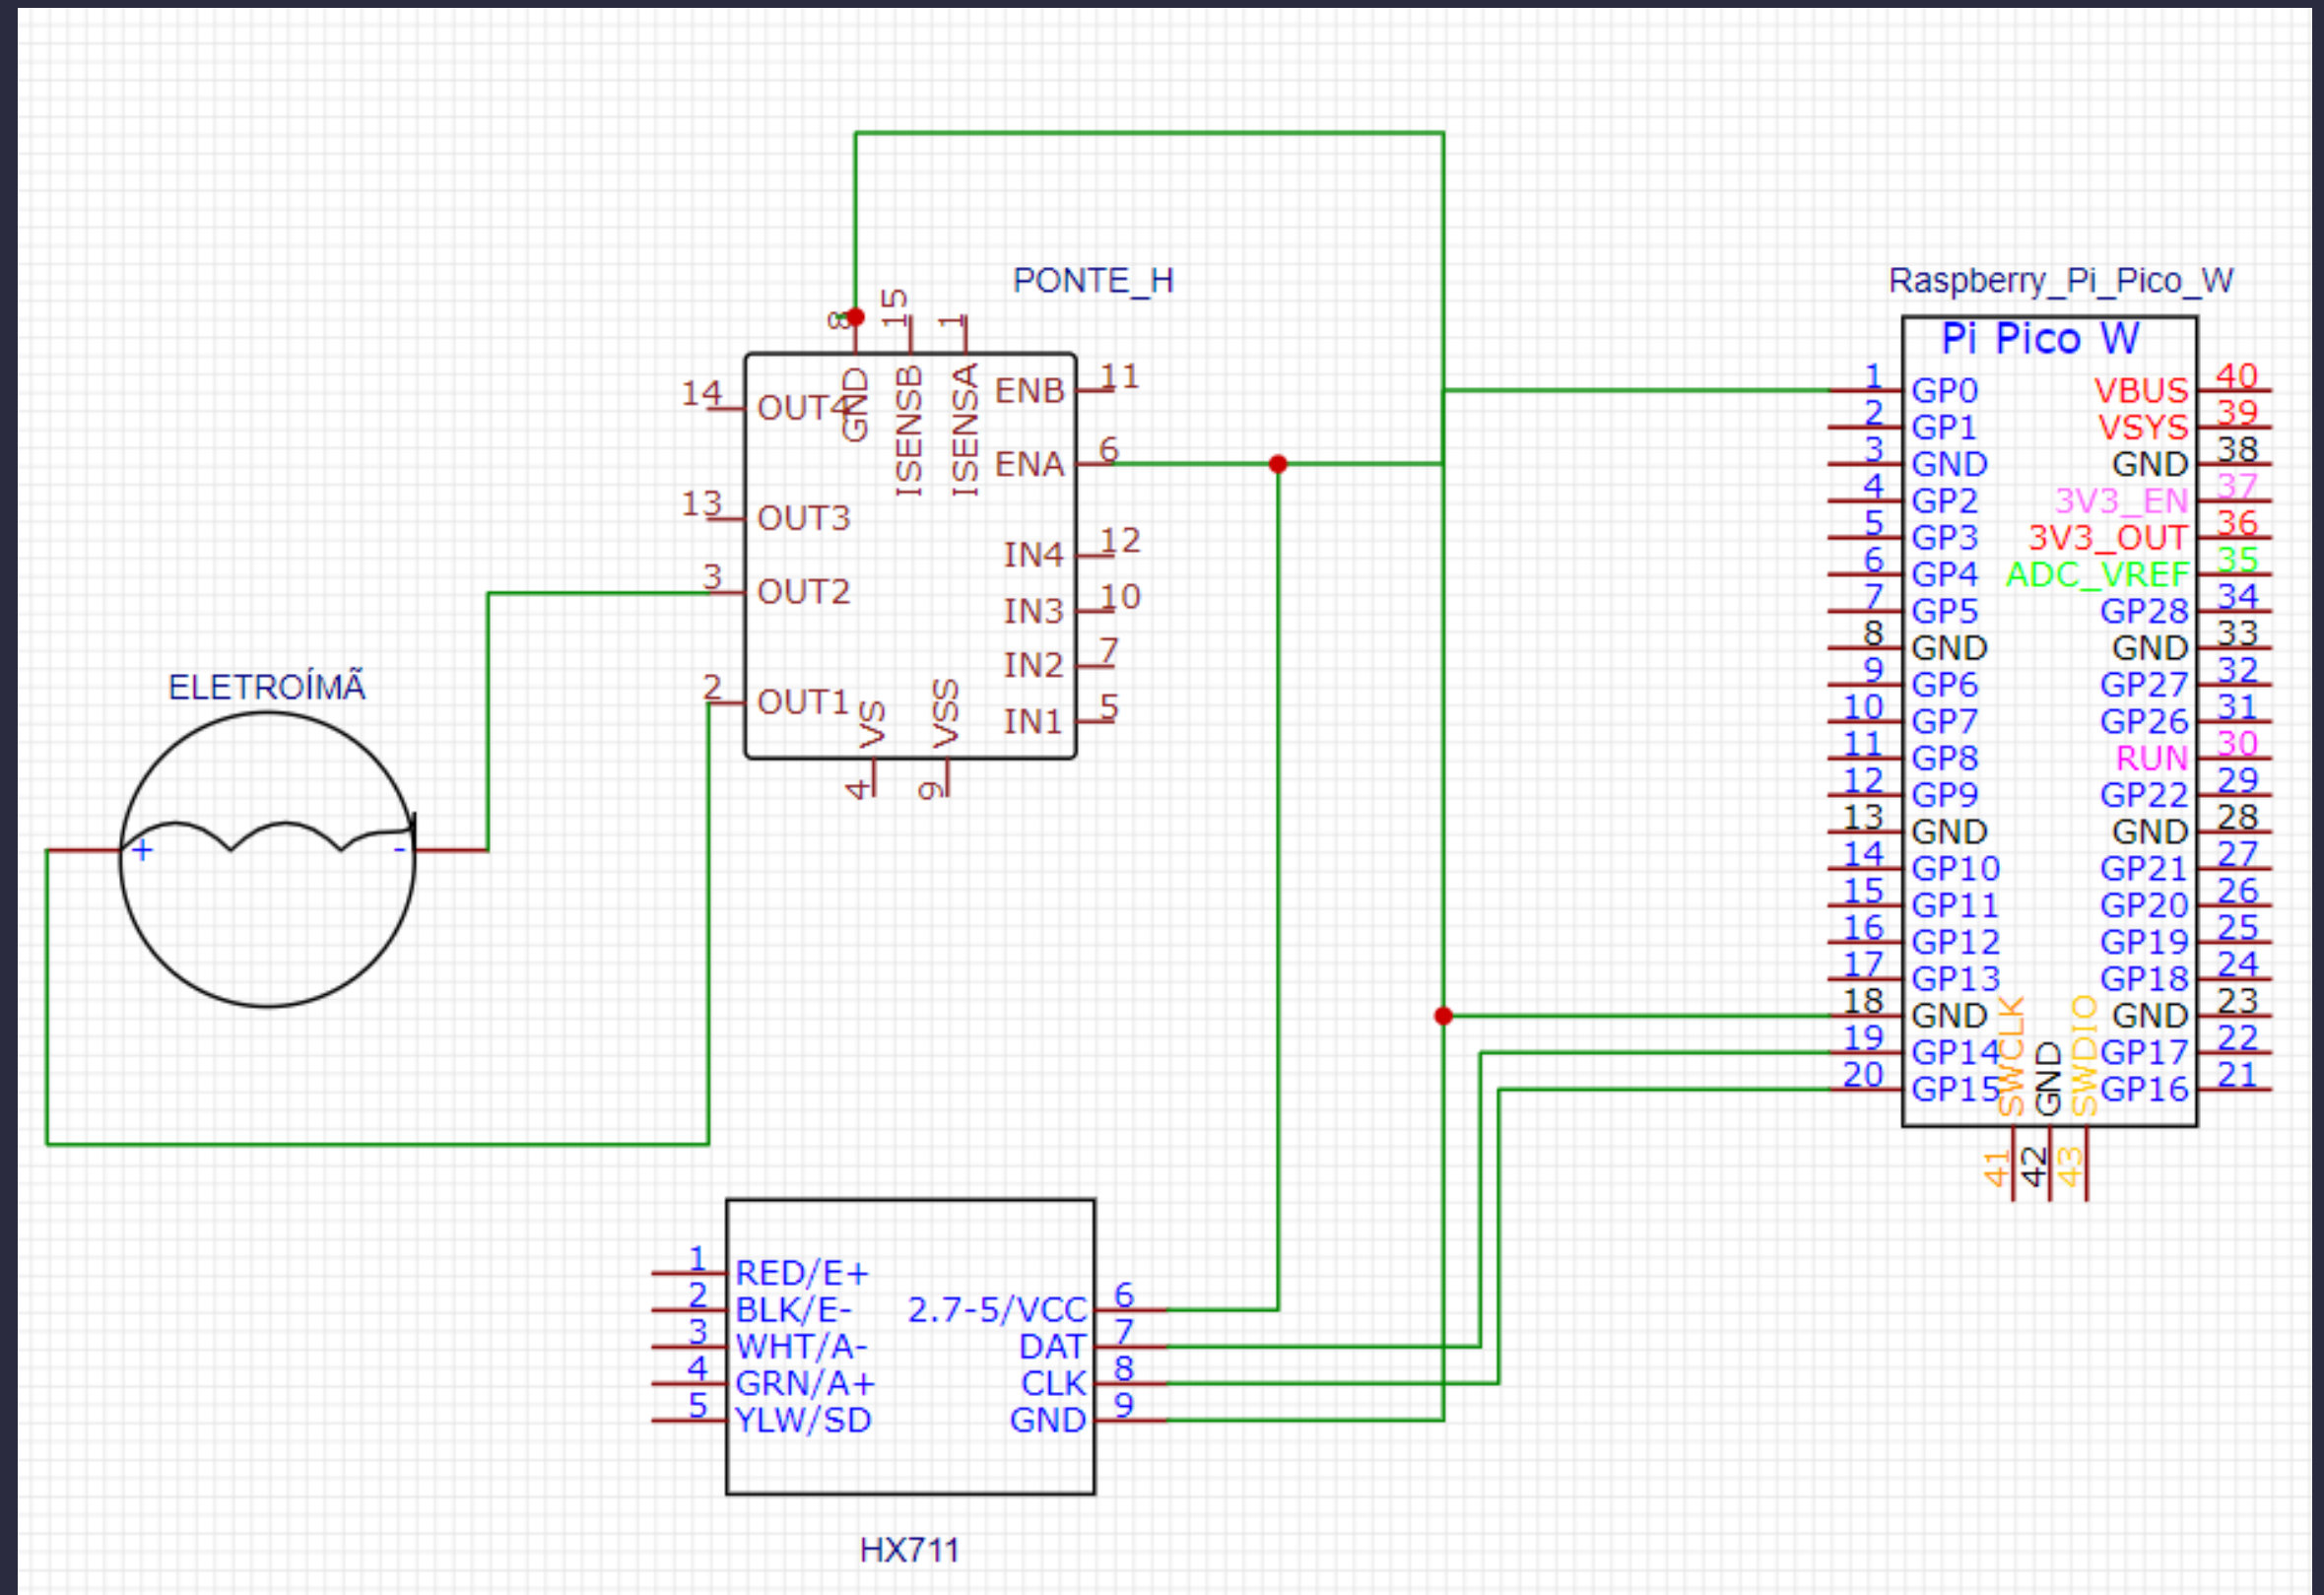 PONTE_H
8
15
1
GND
ISENSB
ISENSA
14
OUT4
13
OUT3
3
OUT2
2
OUT1
ENB
11
ENA
6
IN4
12
IN3
10
IN2
7
IN1
5
VS
VSS
4
9
ELETROÍMÃ
+
-
Raspberry_Pi_Pico_W
Pi Pico W
1 GP0 VBUS 40
2 GP1 VSYS 39
3 GND GND 38
4 GP2 3V3_EN 37
5 GP3 3V3_OUT 36
6 GP4 ADC_VREF 35
7 GP5 GP28 34
8 GND GND 33
9 GP6 GP27 32
10 GP7 GP26 31
11 GP8 RUN 30
12 GP9 GP22 29
13 GND GND 28
14 GP10 GP21 27
15 GP11 GP20 26
16 GP12 GP19 25
17 GP13 GP18 24
18 GND GND 23
19 GP14 GP17 22
20 GP15 GP16 21
SWCLK
GND
SWDIO
41
42
43
1 RED/E+
2 BLK/E- 2.7-5/VCC 6
3 WHT/A- DAT 7
4 GRN/A+ CLK 8
5 YLW/SD GND 9
HX711